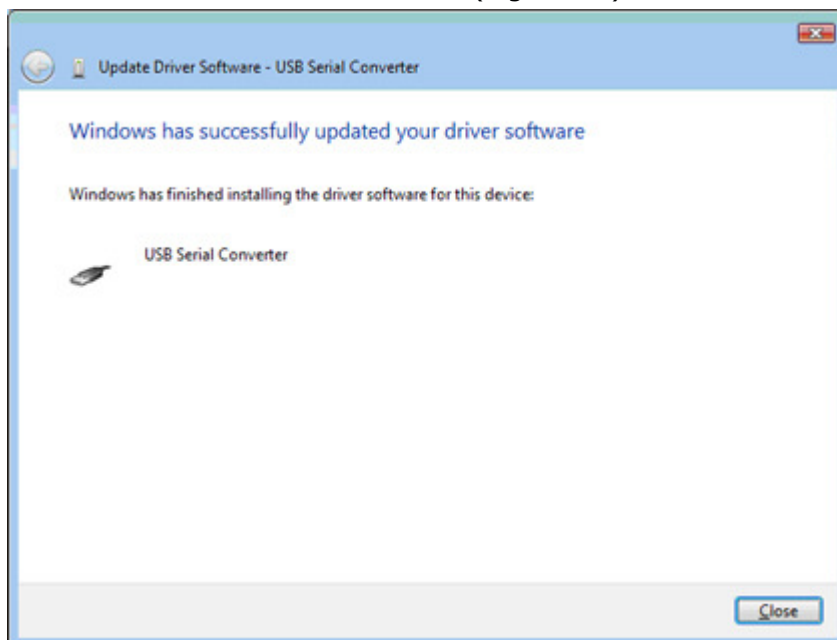 Update Driver Software - USB Serial Converter
Windows has successfully updated your driver software
Windows has finished installing the driver software for this device:
USB Serial Converter
Close